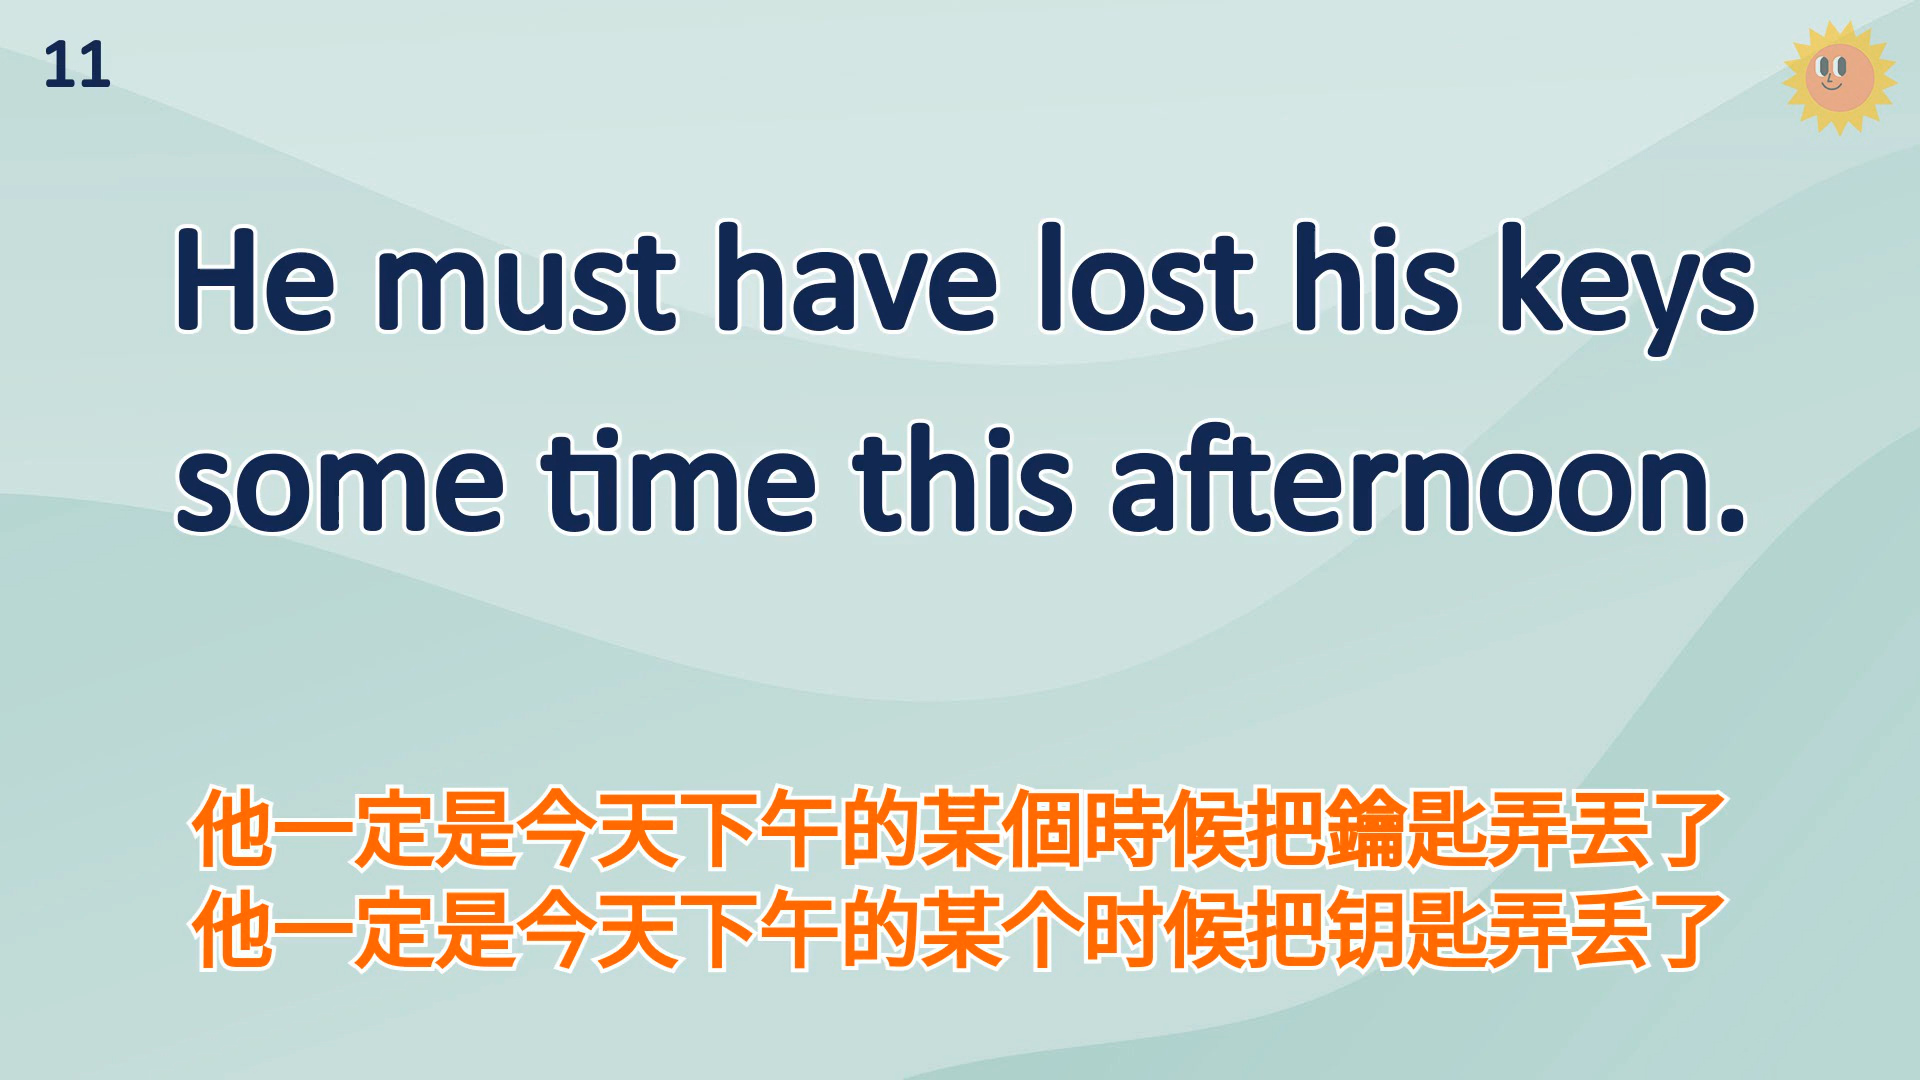 11
He must have lost his keys
some time this afternoon.
他一定是今天下午的某個時候把鑰匙弄丟了
他一定是今天下午的某个时候把钥匙弄丢了